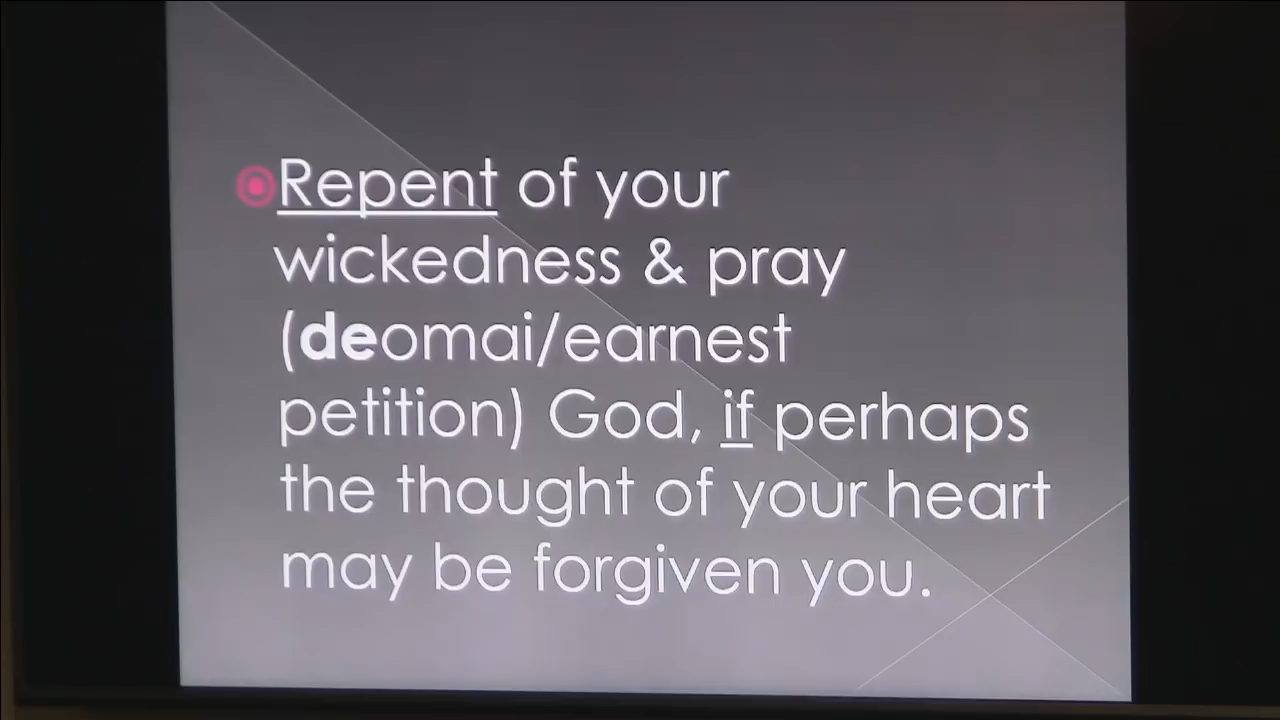 Repent of your
wickedness & pray
(deomai/earnest
petition) God, if perhaps
the thought of your heart
may be forgiven you.